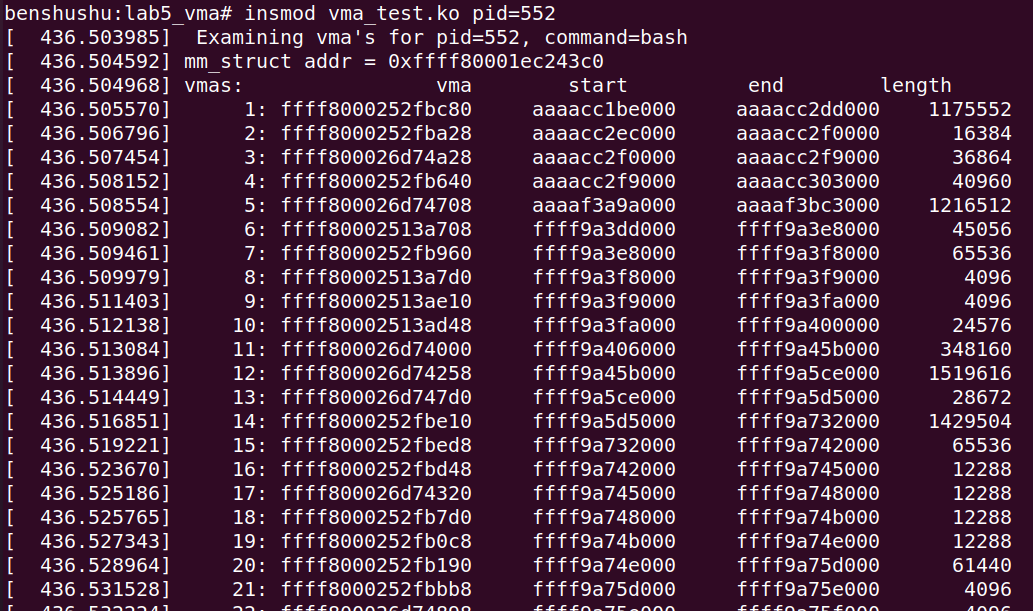 benshushu:lab5_vma# insmod vma_test.ko pid=552
[  436.503985]  Examining vma's for pid=552, command=bash
[  436.504592] mm_struct addr = 0xffff80001ec243c0
[  436.504968] vmas:                vma        start          end        length
[  436.505570]      1: ffff8000252fbc80     aaaacc1be000     aaaacc2dd000    1175552
[  436.506796]      2: ffff8000252fba28     aaaacc2ec000     aaaacc2f0000      16384
[  436.507454]      3: ffff800026d74a28     aaaacc2f0000     aaaacc2f9000      36864
[  436.508152]      4: ffff8000252fb640     aaaacc2f9000     aaaacc303000      40960
[  436.508554]      5: ffff800026d74708     aaaaf3a9a000     aaaaf3bc3000    1216512
[  436.509082]      6: ffff80002513a708     ffff9a3dd000     ffff9a3e8000      45056
[  436.509461]      7: ffff8000252fb960     ffff9a3e8000     ffff9a3f8000      65536
[  436.509979]      8: ffff80002513a7d0     ffff9a3f8000     ffff9a3f9000       4096
[  436.511403]      9: ffff80002513ae10     ffff9a3f9000     ffff9a3fa000       4096
[  436.512138]     10: ffff80002513ad48     ffff9a3fa000     ffff9a400000      24576
[  436.513084]     11: ffff800026d74000     ffff9a406000     ffff9a45b000     348160
[  436.513896]     12: ffff800026d74258     ffff9a45b000     ffff9a5ce000    1519616
[  436.514449]     13: ffff800026d747d0     ffff9a5ce000     ffff9a5d5000      28672
[  436.516851]     14: ffff8000252fbe10     ffff9a5d5000     ffff9a732000    1429504
[  436.519221]     15: ffff8000252fbed8     ffff9a732000     ffff9a742000      65536
[  436.523670]     16: ffff8000252fbd48     ffff9a742000     ffff9a745000      12288
[  436.525186]     17: ffff800026d74320     ffff9a745000     ffff9a748000      12288
[  436.525765]     18: ffff8000252fb7d0     ffff9a748000     ffff9a74b000      12288
[  436.527343]     19: ffff8000252fb0c8     ffff9a74b000     ffff9a74e000      12288
[  436.528964]     20: ffff8000252fb190     ffff9a74e000     ffff9a75d000      61440
[  436.531528]     21: ffff8000252fbbb8     ffff9a75d000     ffff9a75e000       4096